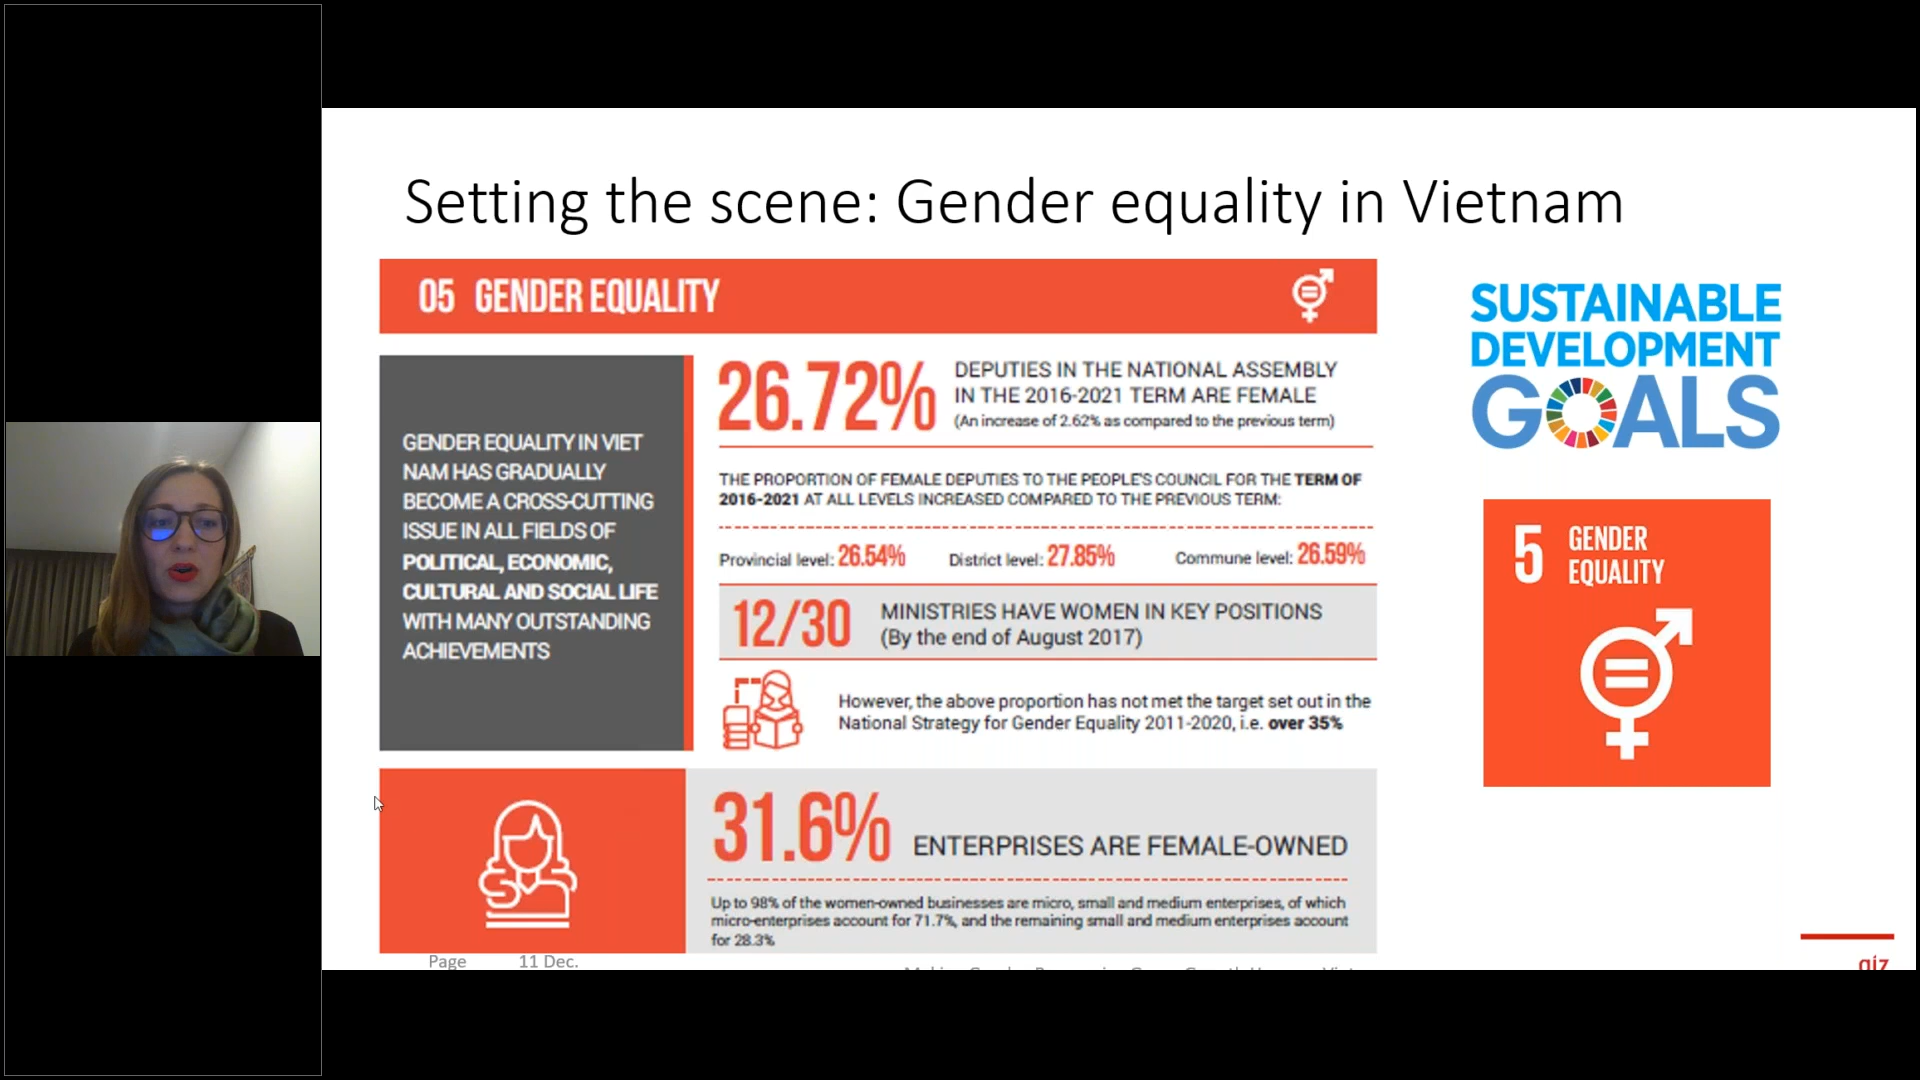 Setting the scene: Gender equality in Vietnam
05 GENDER EQUALITY
GENDER EQUALITY IN VIET
NAM HAS GRADUALLY
BECOME A CROSS-CUTTING
ISSUE IN ALL FIELDS OF
POLITICAL, ECONOMIC,
CULTURAL AND SOCIAL LIFE
WITH MANY OUTSTANDING
ACHIEVEMENTS
26.72%
DEPUTIES IN THE NATIONAL ASSEMBLY
IN THE 2016-2021 TERM ARE FEMALE
(An increase of 2.62% as compared to the previous term)
THE PROPORTION OF FEMALE DEPUTIES TO THE PEOPLE'S COUNCIL FOR THE TERM OF
2016-2021 AT ALL LEVELS INCREASED COMPARED TO THE PREVIOUS TERM:
Provincial level: 26.54% District level: 27.85% Commune level: 26.59%
12/30
MINISTRIES HAVE WOMEN IN KEY POSITIONS
(By the end of August 2017)
However, the above proportion has not met the target set out in the
National Strategy for Gender Equality 2011-2020, i.e. over 35%
31.6% ENTERPRISES ARE FEMALE-OWNED
Up to 98% of the women-owned businesses are micro, small and medium enterprises, of which
micro-enterprises account for 71.7%, and the remaining small and medium enterprises account
for 28.3%
SUSTAINABLE
DEVELOPMENT
GOALS
5 GENDER
EQUALITY
Page 11 Dec.
giz